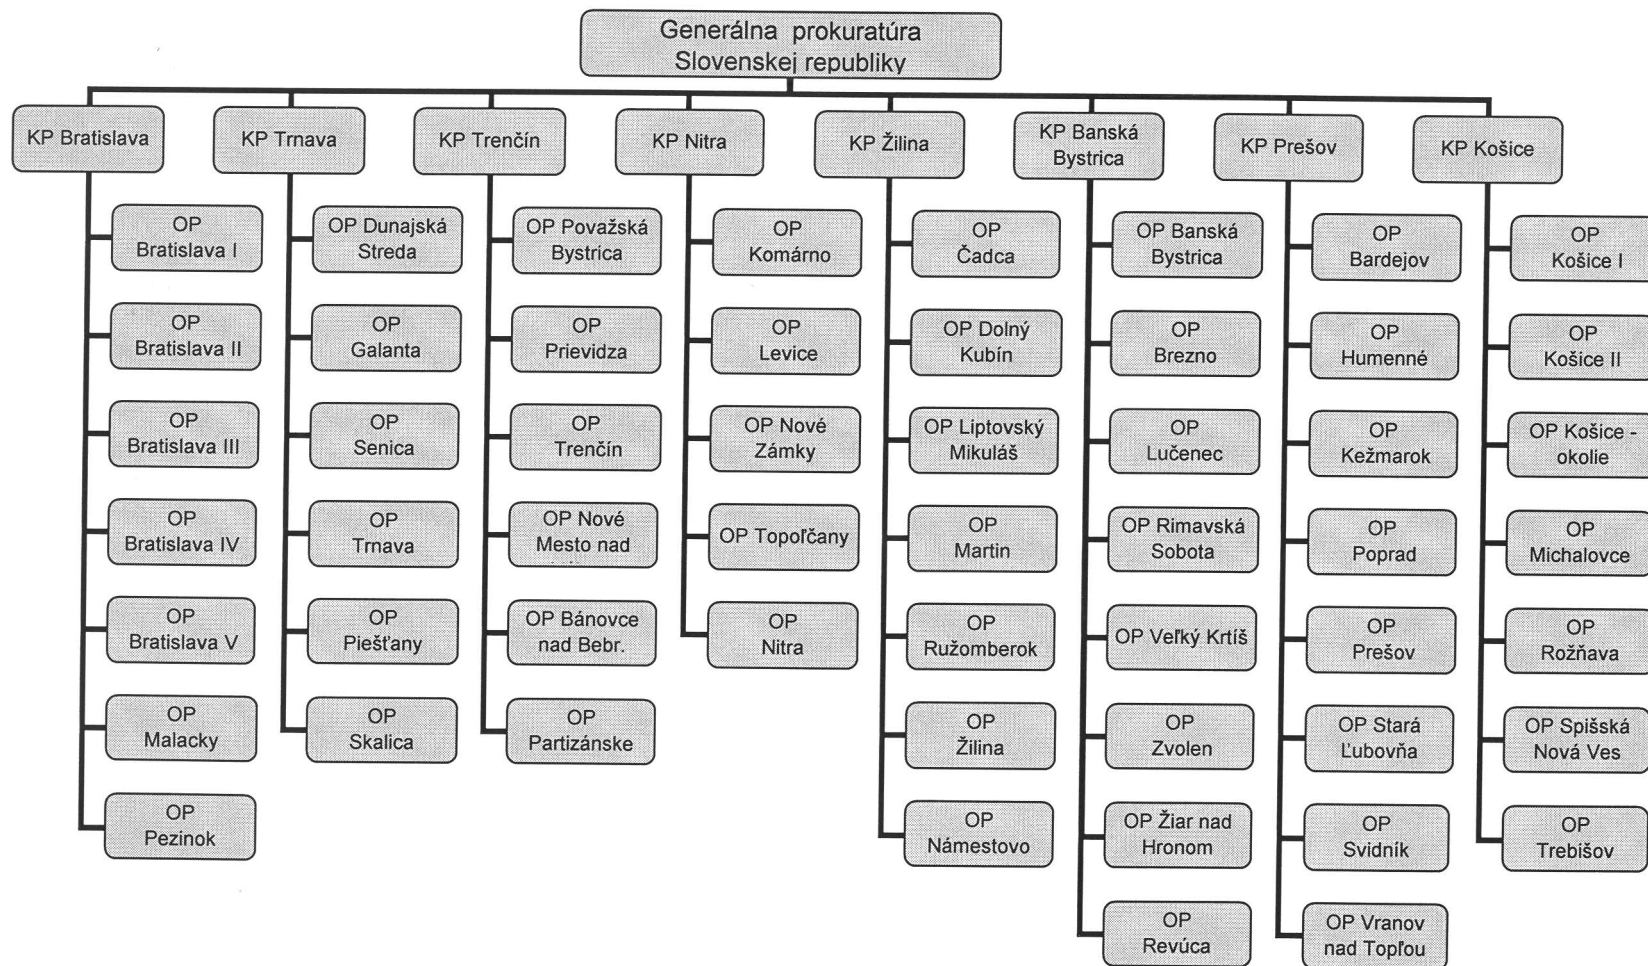 Generálna prokuratúra
Slovenskej republiky
KP Bratislava
KP Trnava
KP Trenčín
KP Nitra
KP Žilina
KP Banská
Bystrica
KP Prešov
KP Košice
OP
Bratislava I
OP
Bratislava II
OP
Bratislava III
OP
Bratislava IV
OP
Bratislava V
OP
Malacky
OP
Pezinok
OP Dunajská
Streda
OP
Galanta
OP
Senica
OP
Trnava
OP
Piešťany
OP
Skalica
OP Považská
Bystrica
OP
Prievidza
OP
Trenčín
OP Nové
Mesto nad
OP Bánovce
nad Bebr.
OP
Partizánske
OP
Komárno
OP
Levice
OP Nové
Zámky
OP Topoľčany
OP
Nitra
OP
Čadca
OP Dolný
Kubín
OP Liptovský
Mikuláš
OP
Martin
OP
Ružomberok
OP
Žilina
OP
Námestovo
OP Banská
Bystrica
OP
Brezno
OP
Lučenec
OP Rimavská
Sobota
OP Veľký Krtíš
OP
Zvolen
OP Žiar nad
Hronom
OP
Revúca
OP
Bardejov
OP
Humenné
OP
Kežmarok
OP
Poprad
OP
Prešov
OP Stará
Ľubovňa
OP
Svidník
OP Vranov
nad Topľou
OP
Košice I
OP
Košice II
OP Košice -
okolie
OP
Michalovce
OP
Rožňava
OP Spišská
Nová Ves
OP
Trebišov